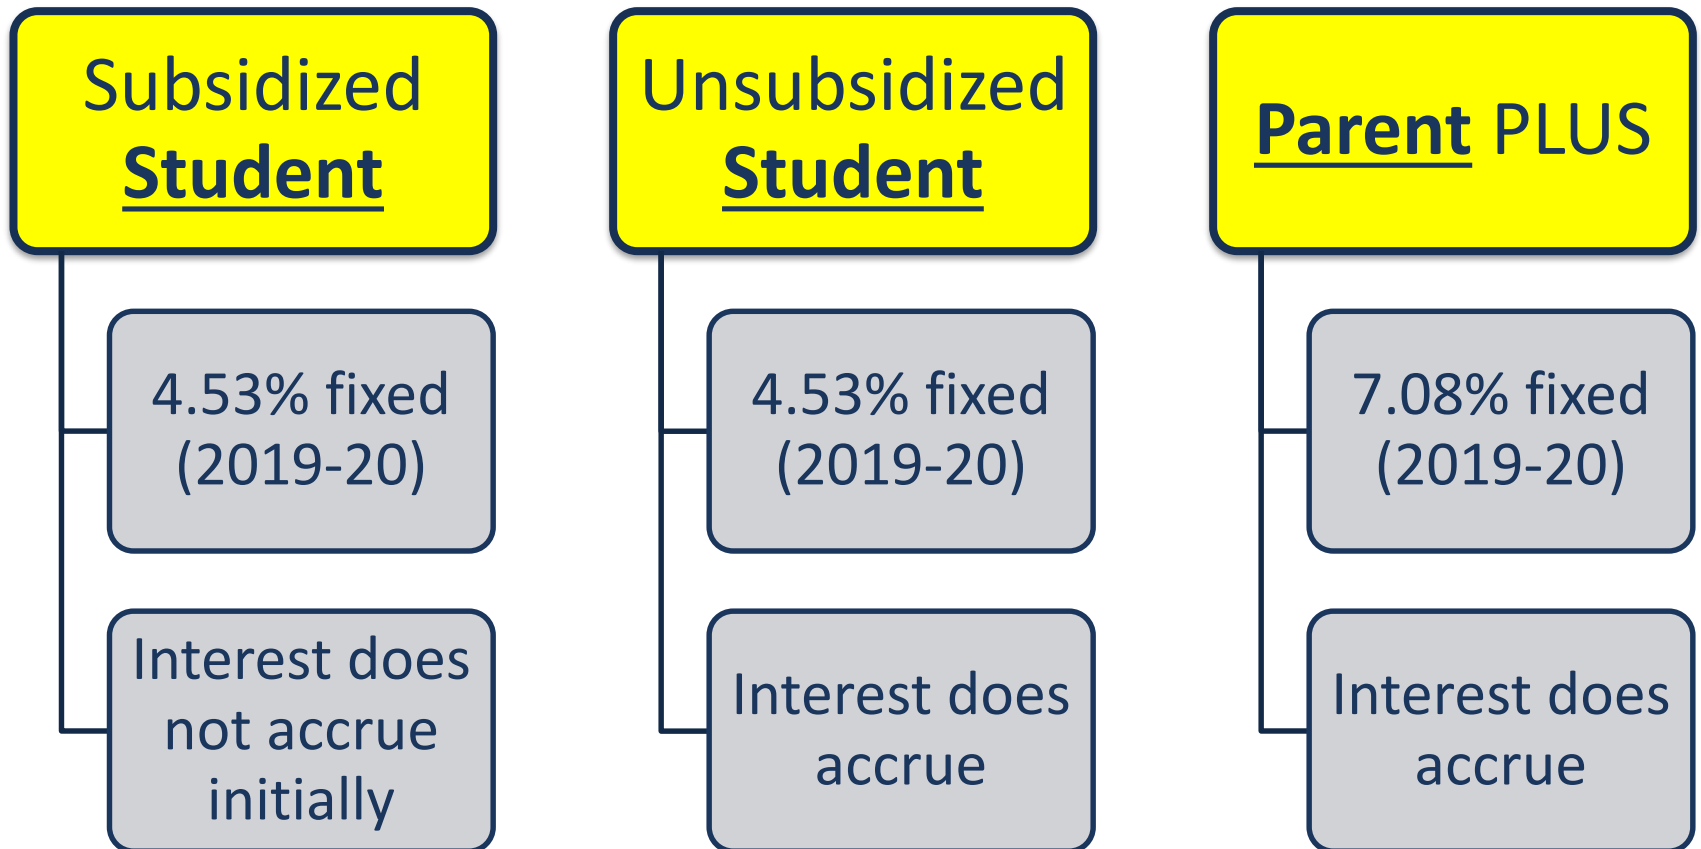 Subsidized
Student
4.53% fixed
(2019-20)
Interest does
not accrue
initially
Unsubsidized
Student
4.53% fixed
(2019-20)
Interest does
accrue
Parent PLUS
7.08% fixed
(2019-20)
Interest does
accrue